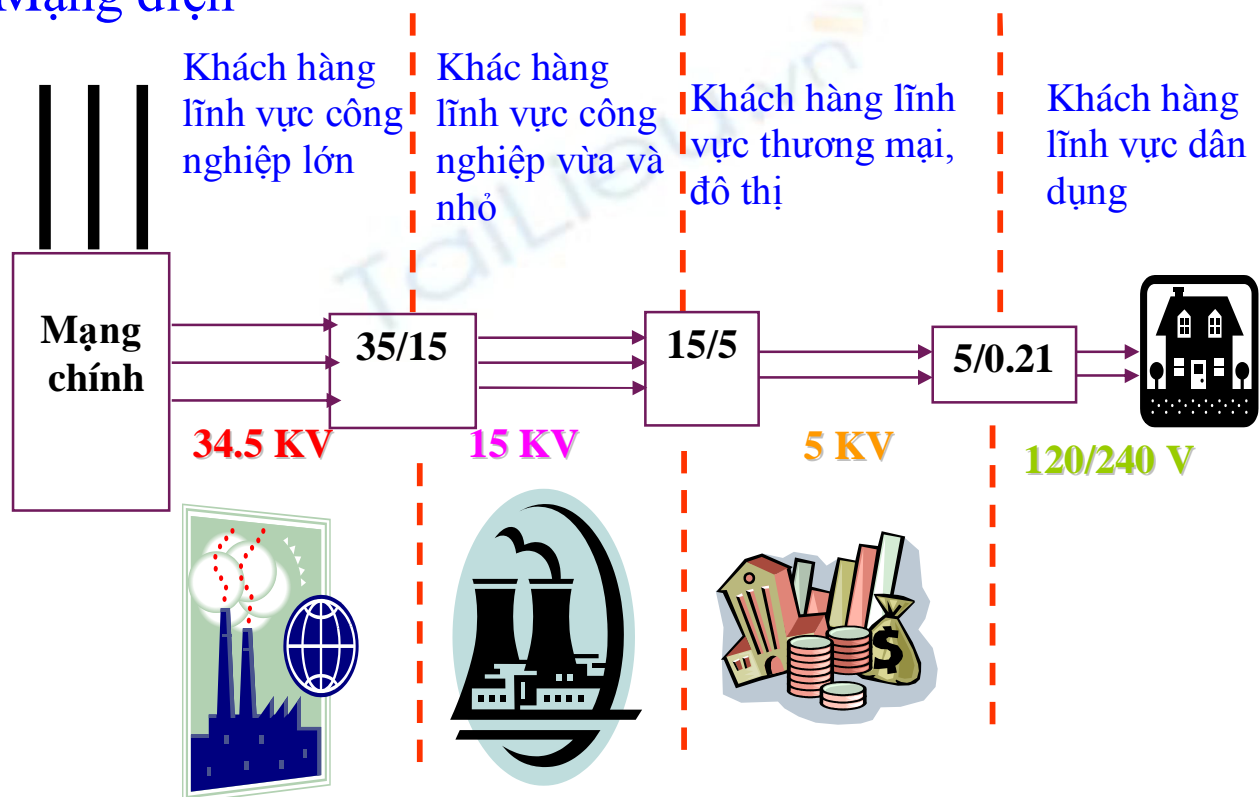 Mạng điện
Khách hàng
lĩnh vực công
nghiệp lớn
Khác hàng
lĩnh vực công
nghiệp vừa và
nhỏ
Khách hàng lĩnh
vực thương mại,
đô thị
Khách hàng
lĩnh vực dân
dụng
TaiLieu.vn
Mạng
chính
35/15
15/5
5/0.21
34.5 KV
15 KV
5 KV
120/240 V
$